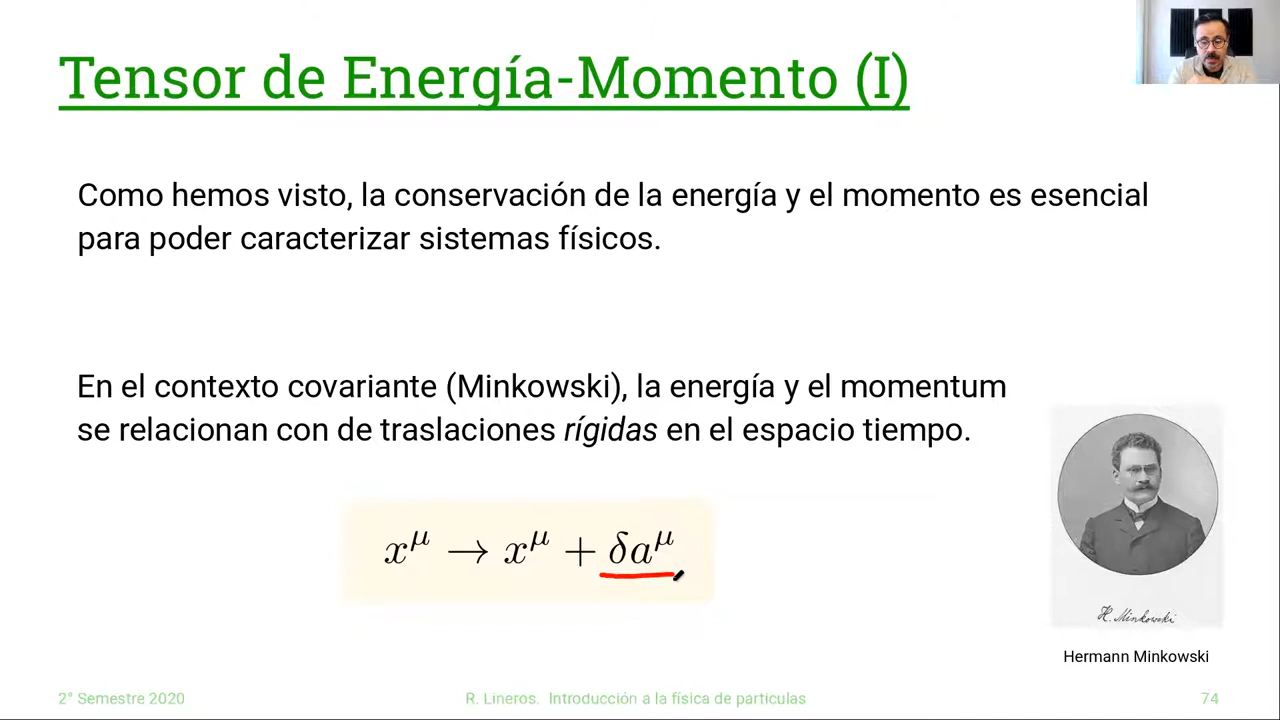 Tensor de Energía-Momento (I)
Como hemos visto, la conservación de la energía y el momento es esencial
para poder caracterizar sistemas físicos.
En el contexto covariante (Minkowski), la energía y el momentum
se relacionan con de traslaciones rígidas en el espacio tiempo.
x^μ → x^μ + δa^μ
H. Minkowski
Hermann Minkowski
2° Semestre 2020
R. Lineros. Introducción a la física de particulas
74